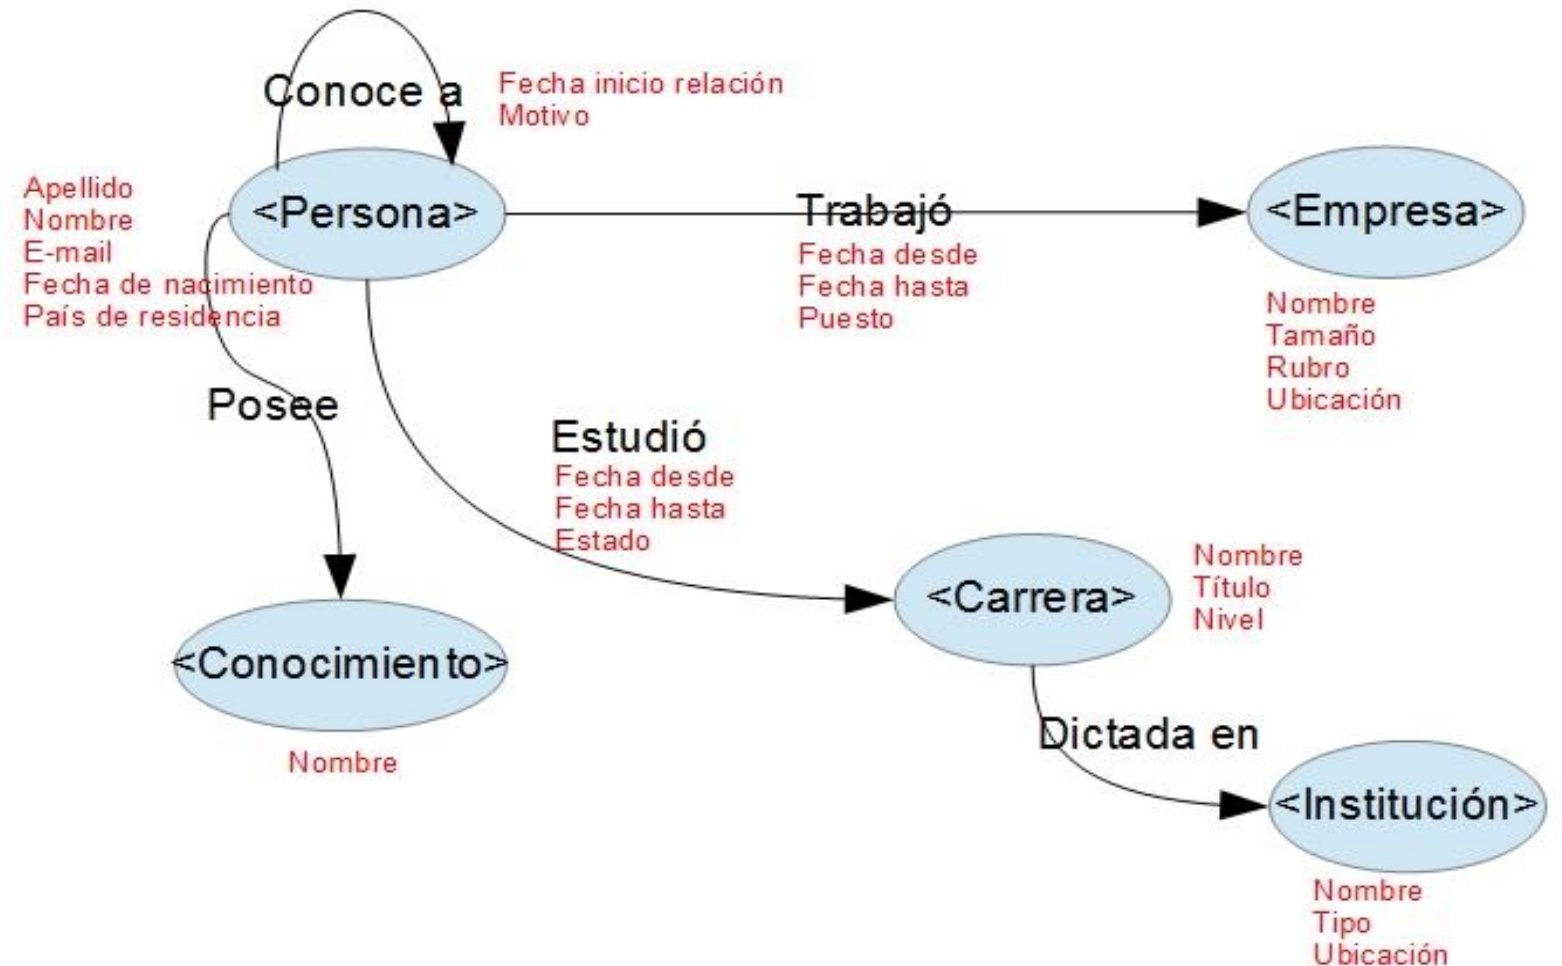 Conoce a
Fecha inicio relación
Motivo
<Persona>
Apellido
Nombre
E-mail
Fecha de nacimiento
País de residencia
Trabajó
Fecha desde
Fecha hasta
Puesto
<Empresa>
Nombre
Tamaño
Rubro
Ubicación
Posee
Estudió
Fecha desde
Fecha hasta
Estado
<Carrera>
Nombre
Título
Nivel
<Conocimiento>
Nombre
Dictada en
<Institución>
Nombre
Tipo
Ubicación